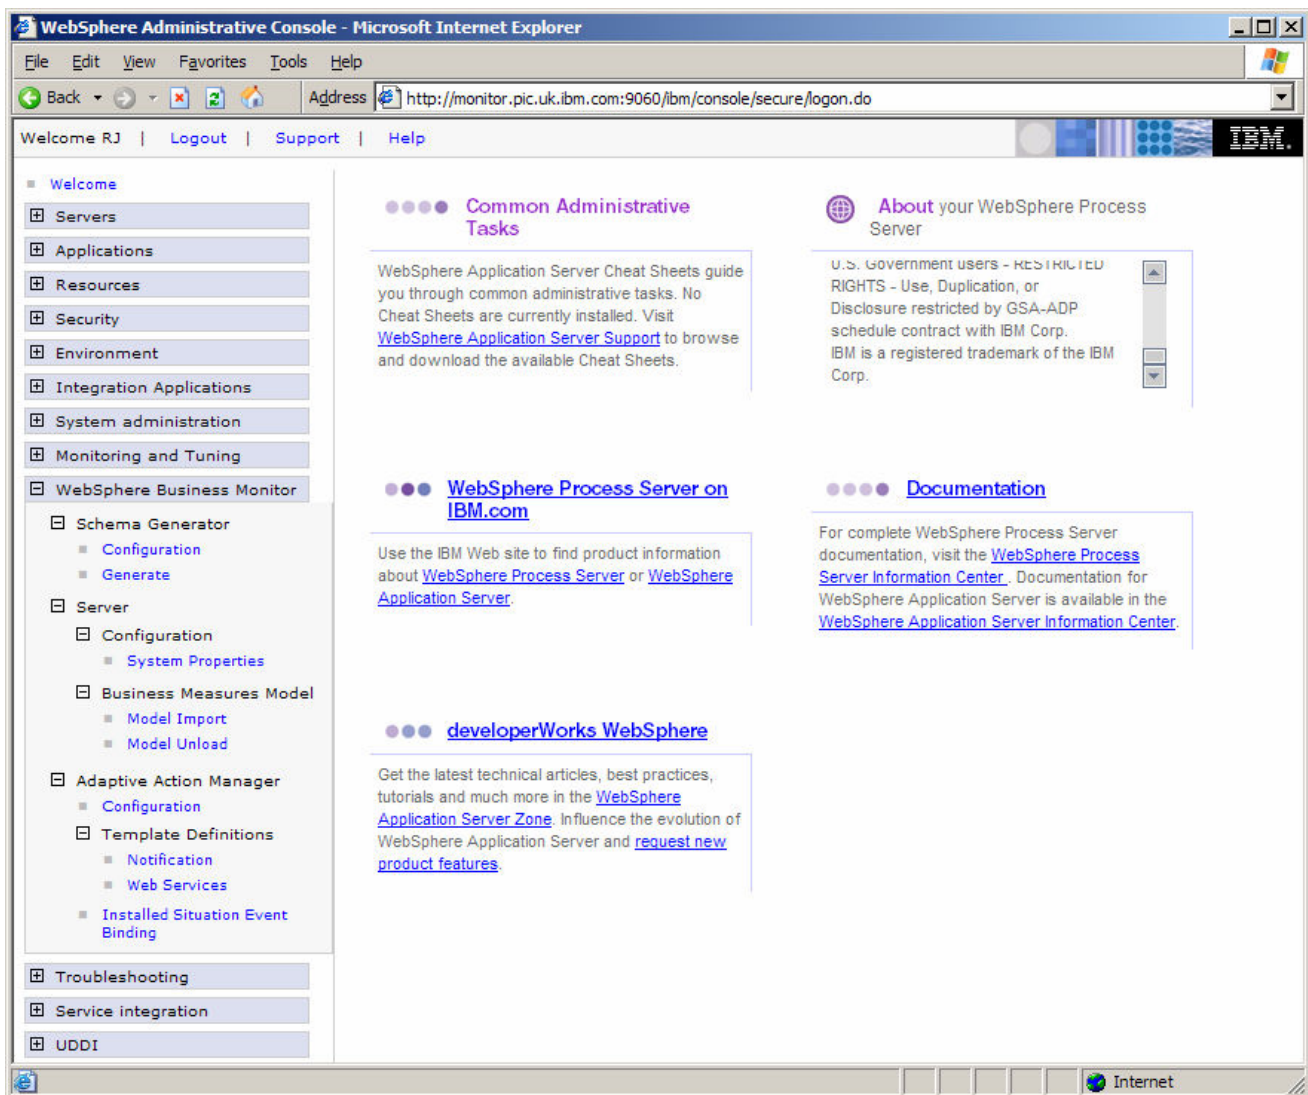 WebSphere Administrative Console - Microsoft Internet Explorer
File Edit View Favorites Tools Help
Back Address http://monitor.pic.uk.ibm.com:9060/ibm/console/secure/logon.do
Welcome RJ | Logout | Support | Help
IBM.
Welcome
Servers
Applications
Resources
Security
Environment
Integration Applications
System administration
Monitoring and Tuning
WebSphere Business Monitor
Schema Generator
Configuration
Generate
Server
Configuration
System Properties
Business Measures Model
Model Import
Model Unload
Adaptive Action Manager
Configuration
Template Definitions
Notification
Web Services
Installed Situation Event
Binding
Troubleshooting
Service integration
UDDI
Common Administrative
Tasks
WebSphere Application Server Cheat Sheets guide
you through common administrative tasks. No
Cheat Sheets are currently installed. Visit
WebSphere Application Server Support to browse
and download the available Cheat Sheets.
About your WebSphere Process
Server
U.S. Government users - RESTRICTED
RIGHTS - Use, Duplication, or
Disclosure restricted by GSA-ADP
schedule contract with IBM Corp.
IBM is a registered trademark of the IBM
Corp.
WebSphere Process Server on
IBM.com
Use the IBM Web site to find product information
about WebSphere Process Server or WebSphere
Application Server.
Documentation
For complete WebSphere Process Server
documentation, visit the WebSphere Process
Server Information Center . Documentation for
WebSphere Application Server is available in the
WebSphere Application Server Information Center.
developerWorks WebSphere
Get the latest technical articles, best practices,
tutorials and much more in the WebSphere
Application Server Zone. Influence the evolution of
WebSphere Application Server and request new
product features.
Internet